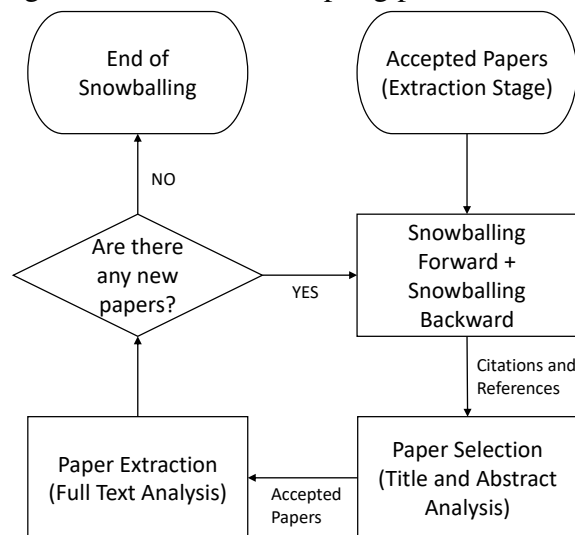 End of
Snowballing
Accepted Papers
(Extraction Stage)
NO
Are there
any new
papers?
YES
Snowballing
Forward +
Snowballing
Backward
Citations and
References
Paper Extraction
(Full Text Analysis)
Accepted
Papers
Paper Selection
(Title and Abstract
Analysis)